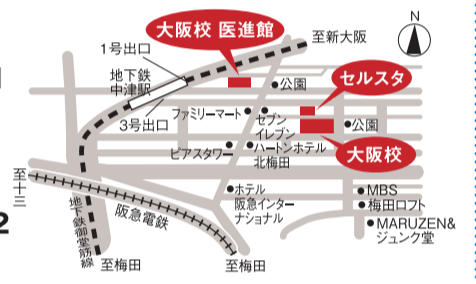 大阪校 医進館
至新大阪
N
1号出口
地下鉄
中津駅
3号出口
公園
セルスタ
ファミリーマート
セブン
イレブン
公園
ピアスタワー
ハートンホテル
北梅田
大阪校
至十三
阪急電鉄
ホテル
阪急インター
ナショナル
MBS
梅田ロフト
MARUZEN&
ジュンク堂
2
地下鉄御堂筋線
至梅田
至梅田